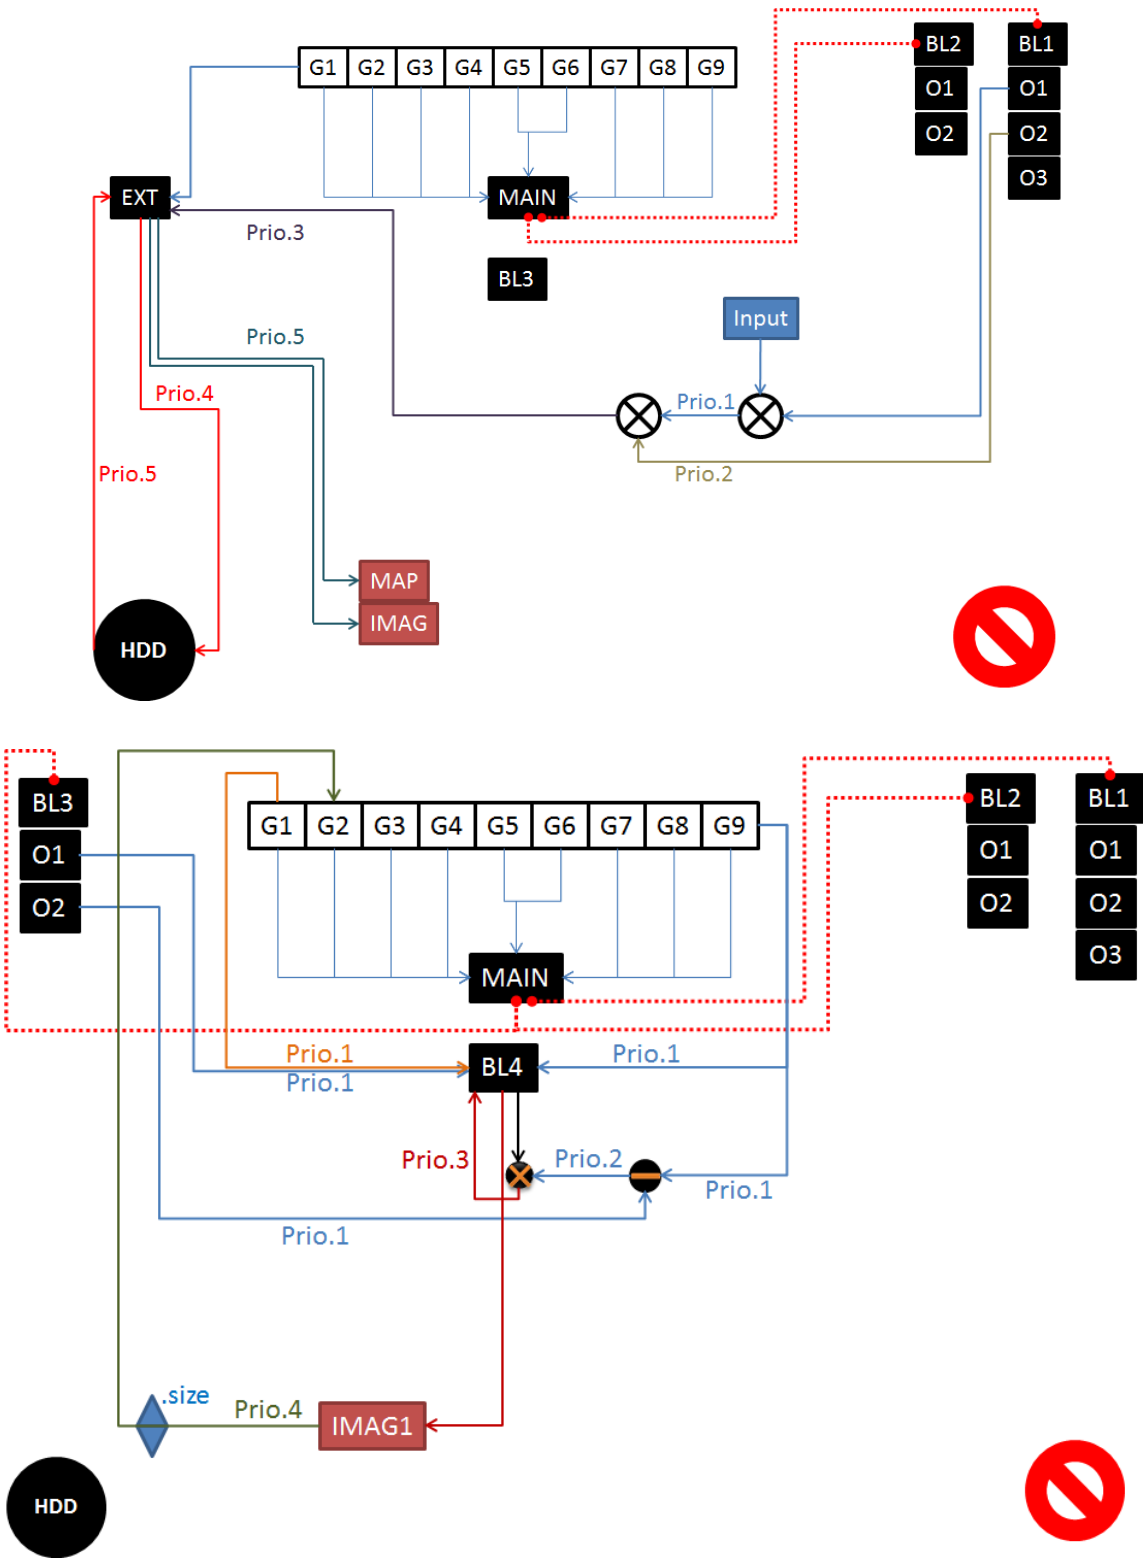 BL2 BL1
G1 G2 G3 G4 G5 G6 G7 G8 G9
O1 O1
O2 O2
EXT MAIN O3
Prio.3
BL3
Input
Prio.5
Prio.4 Prio.1
Prio.5 Prio.2
MAP
IMAG
HDD
BL3 BL2 BL1
G1 G2 G3 G4 G5 G6 G7 G8 G9
O1 O1 O1
O2 O2 O2
O3
MAIN
Prio.1 BL4 Prio.1
Prio.1
Prio.3 Prio.2
Prio.1
Prio.1
.size
Prio.4 IMAG1
HDD